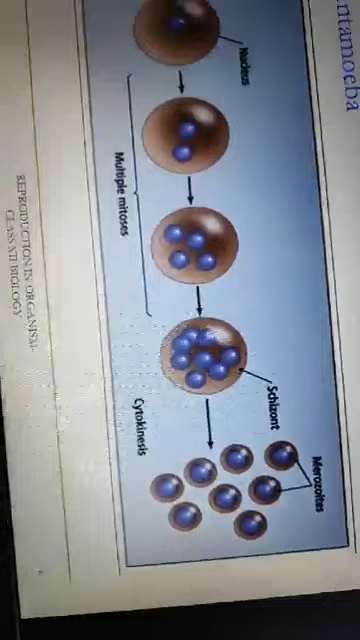 ntamoeba
Nucleus
Multiple mitoses
Schizont
Cytokinesis
Merozoites
REPRODUCTION IN ORGANISM-
CLASS XII BIOLOGY